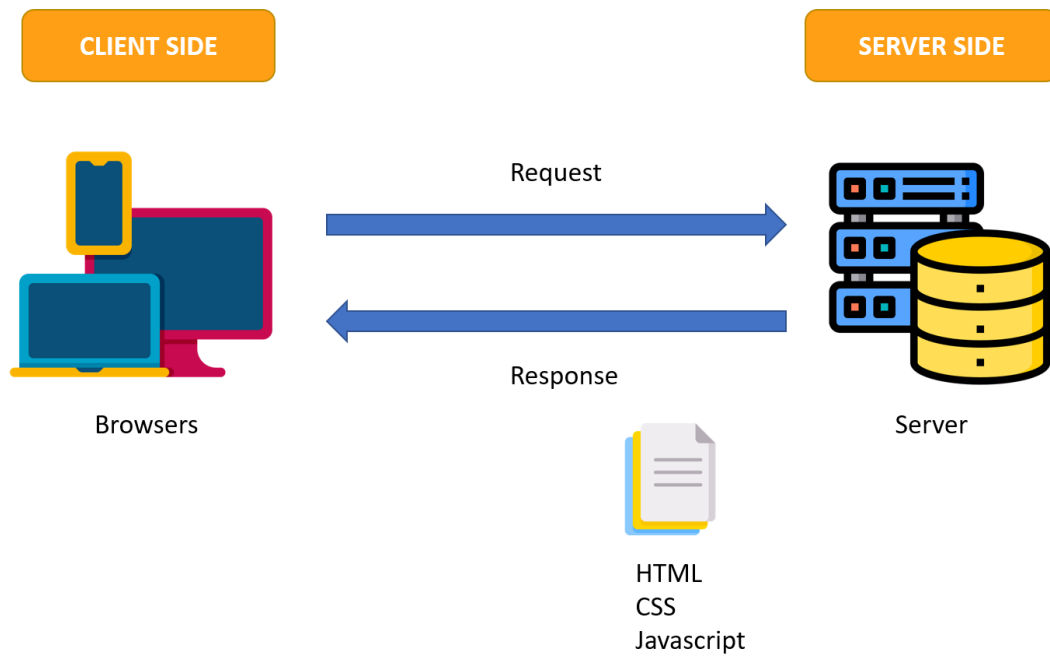 CLIENT SIDE
SERVER SIDE
Request
Response
Browsers
Server
HTML
CSS
Javascript